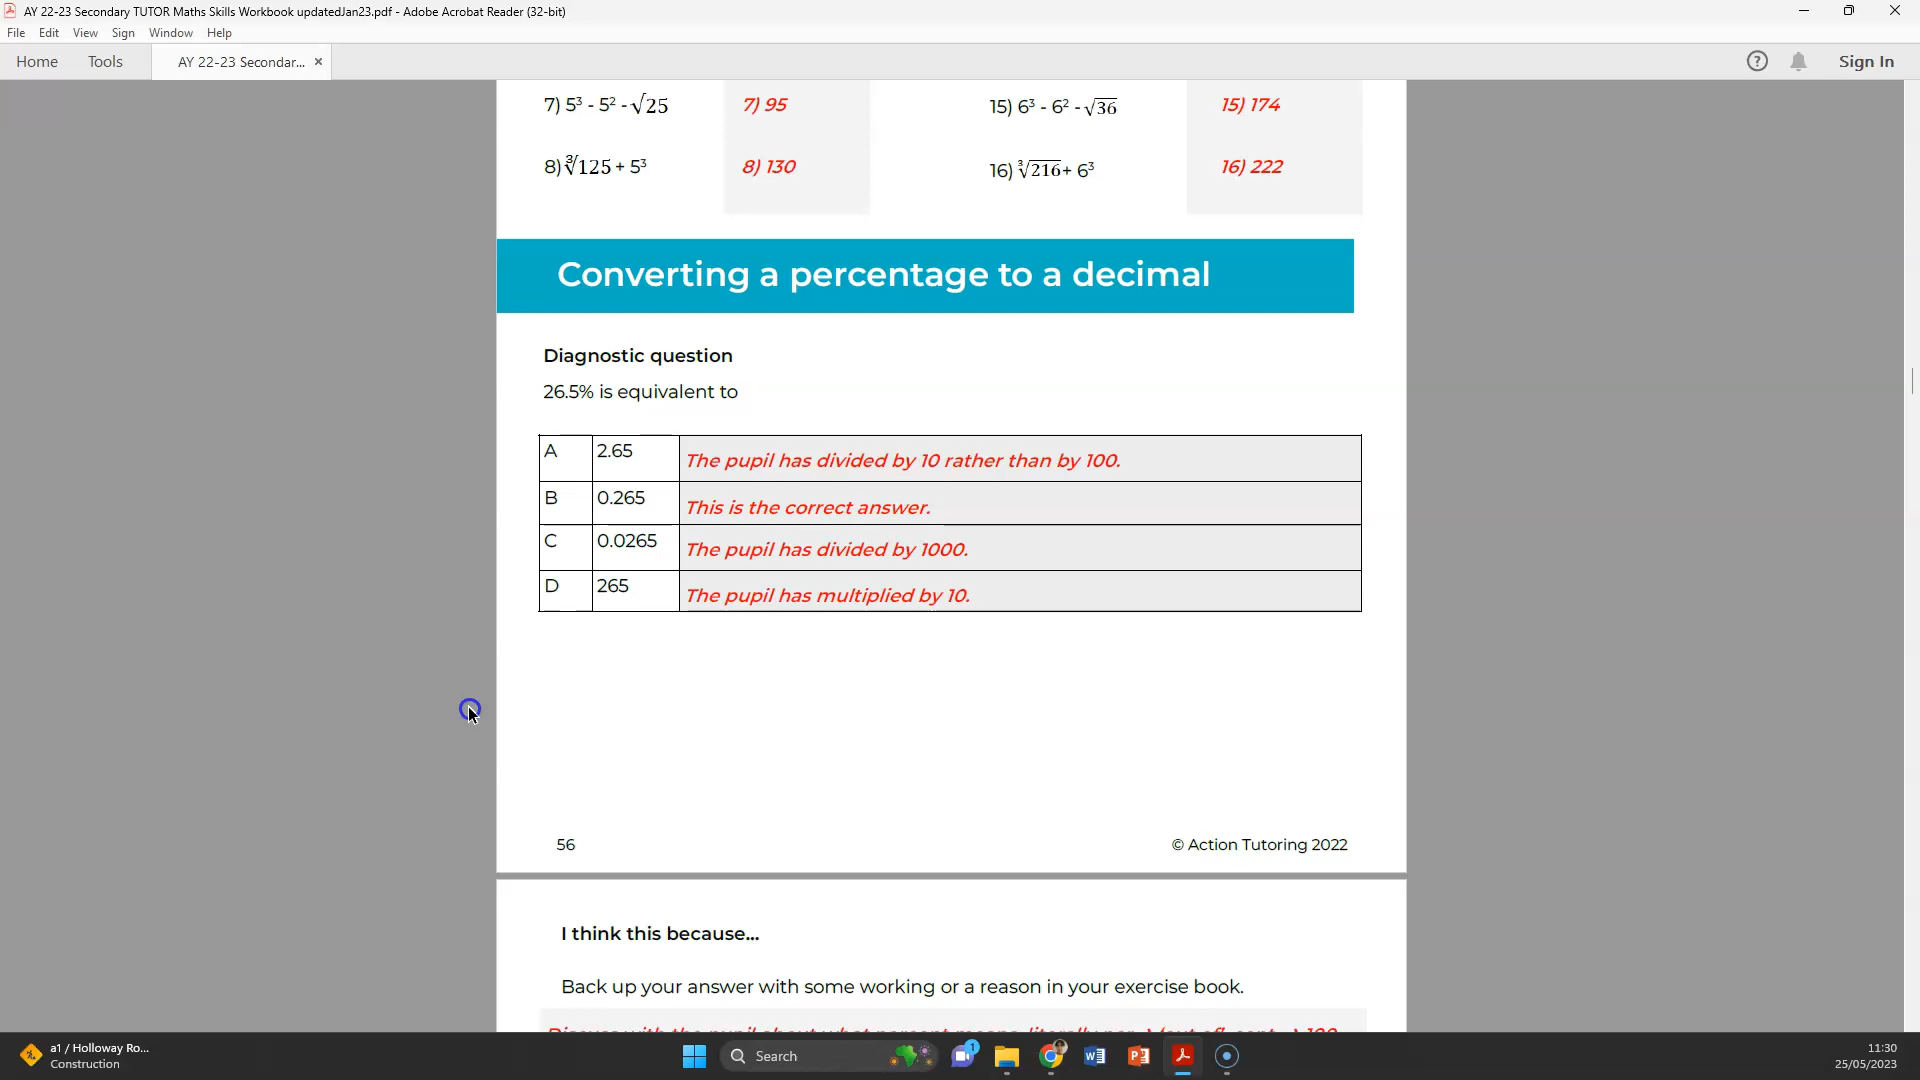 AY 22-23 Secondary TUTOR Maths Skills Workbook updatedJan23.pdf - Adobe Acrobat Reader (32-bit)
File Edit View Sign Window Help
Home Tools AY 22-23 Secondar... × Sign In
7) 5³ - 5² - √25 7) 95 15) 6³ - 6² - √36 15) 174
8) ∛125 + 5³ 8) 130 16) ∛216 + 6³ 16) 222
Converting a percentage to a decimal
Diagnostic question
26.5% is equivalent to
A 2.65 The pupil has divided by 10 rather than by 100.
B 0.265 This is the correct answer.
C 0.0265 The pupil has divided by 1000.
D 265 The pupil has multiplied by 10.
56 © Action Tutoring 2022
I think this because...
Back up your answer with some working or a reason in your exercise book.
a1 / Holloway Ro...
Construction
Search
1
11:30
25/05/2023